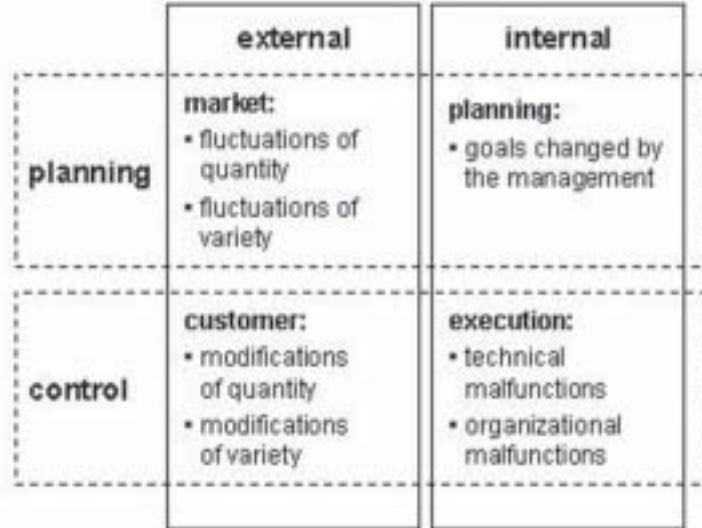 external
internal
planning
market:
▪ fluctuations of
quantity
▪ fluctuations of
variety
planning:
▪ goals changed by
the management
control
customer:
▪ modifications
of quantity
▪ modifications
of variety
execution:
▪ technical
malfunctions
▪ organizational
malfunctions